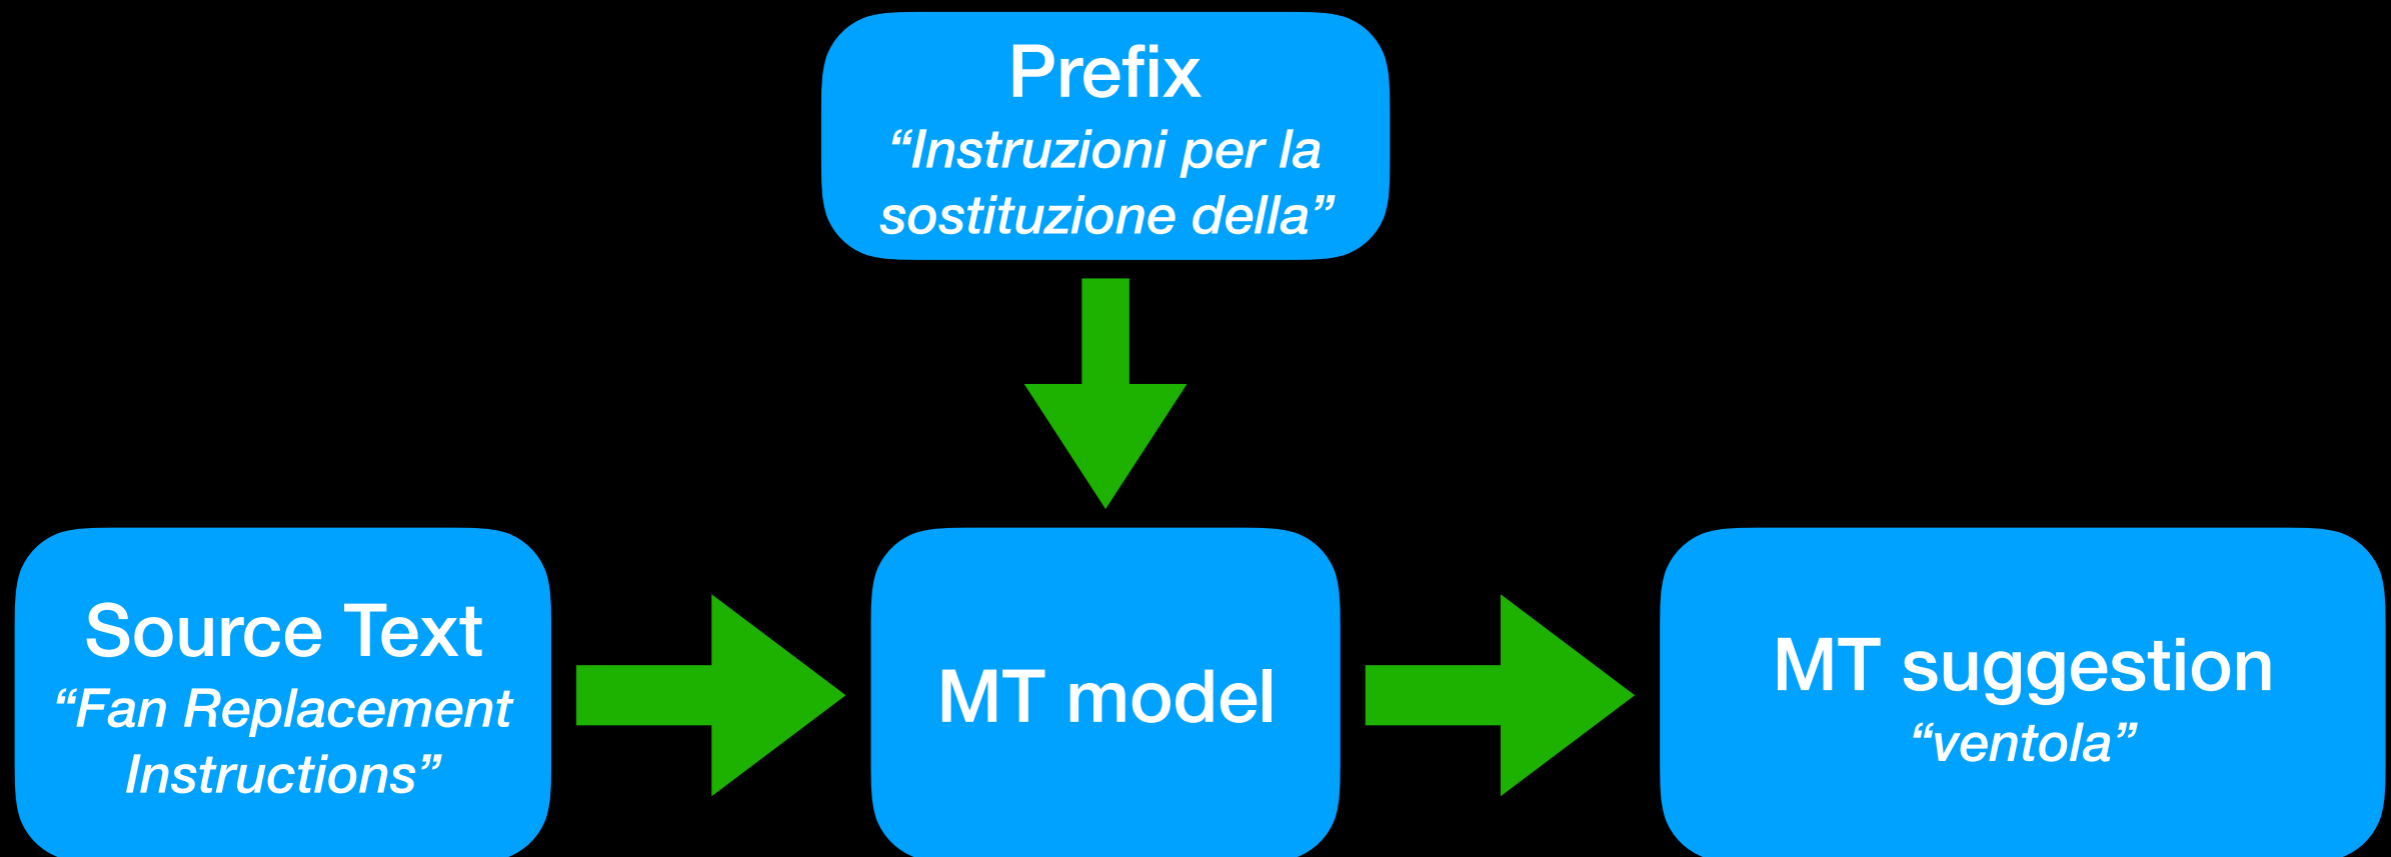 Prefix
“Instruzioni per la
sostituzione della”
Source Text
“Fan Replacement
Instructions”
MT model
MT suggestion
“ventola”